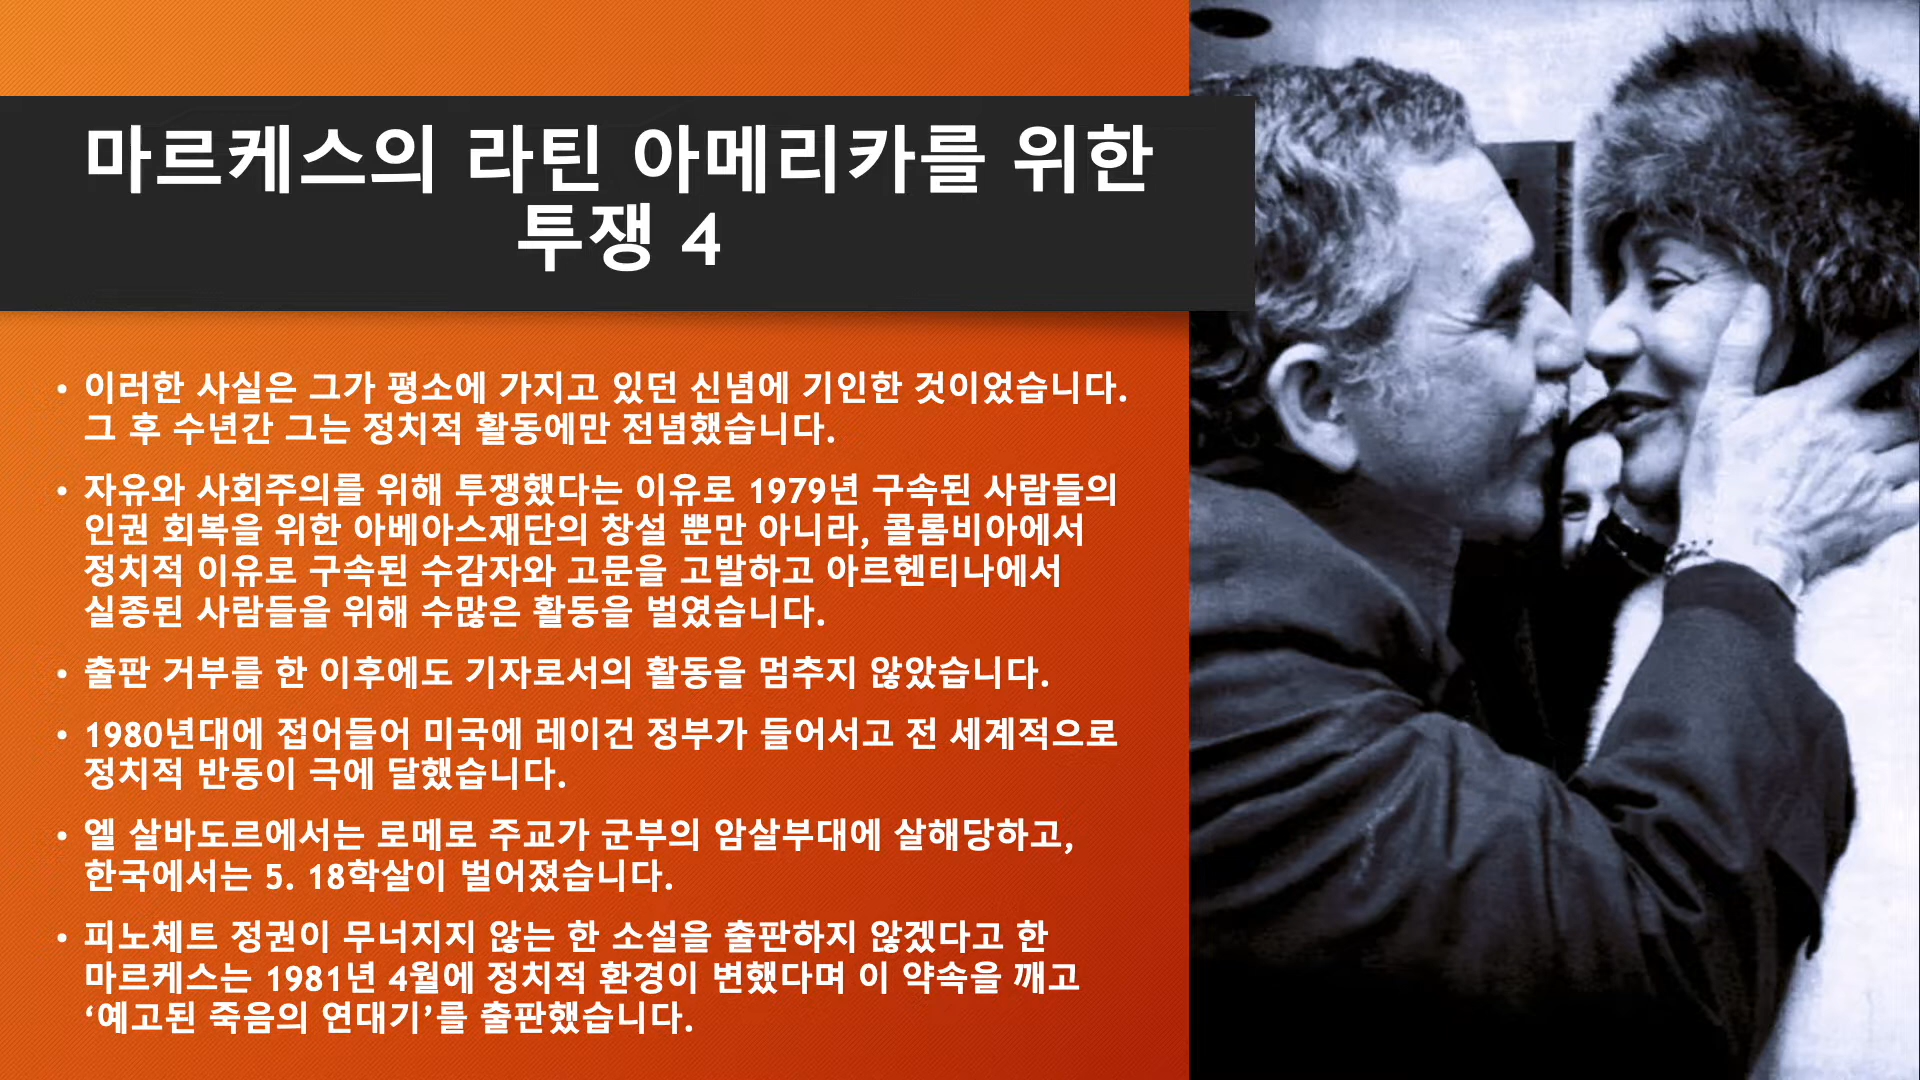 마르케스의 라틴 아메리카를 위한
투쟁 4
• 이러한 사실은 그가 평소에 가지고 있던 신념에 기인한 것이었습니다.
그 후 수년간 그는 정치적 활동에만 전념했습니다.
• 자유와 사회주의를 위해 투쟁했다는 이유로 1979년 구속된 사람들의
인권 회복을 위한 아베아스재단의 창설 뿐만 아니라, 콜롬비아에서
정치적 이유로 구속된 수감자와 고문을 고발하고 아르헨티나에서
실종된 사람들을 위해 수많은 활동을 벌였습니다.
• 출판 거부를 한 이후에도 기자로서의 활동을 멈추지 않았습니다.
• 1980년대에 접어들어 미국에 레이건 정부가 들어서고 전 세계적으로
정치적 반동이 극에 달했습니다.
• 엘 살바도르에서는 로메로 주교가 군부의 암살부대에 살해당하고,
한국에서는 5. 18학살이 벌어졌습니다.
• 피노체트 정권이 무너지지 않는 한 소설을 출판하지 않겠다고 한
마르케스는 1981년 4월에 정치적 환경이 변했다며 이 약속을 깨고
‘예고된 죽음의 연대기’를 출판했습니다.